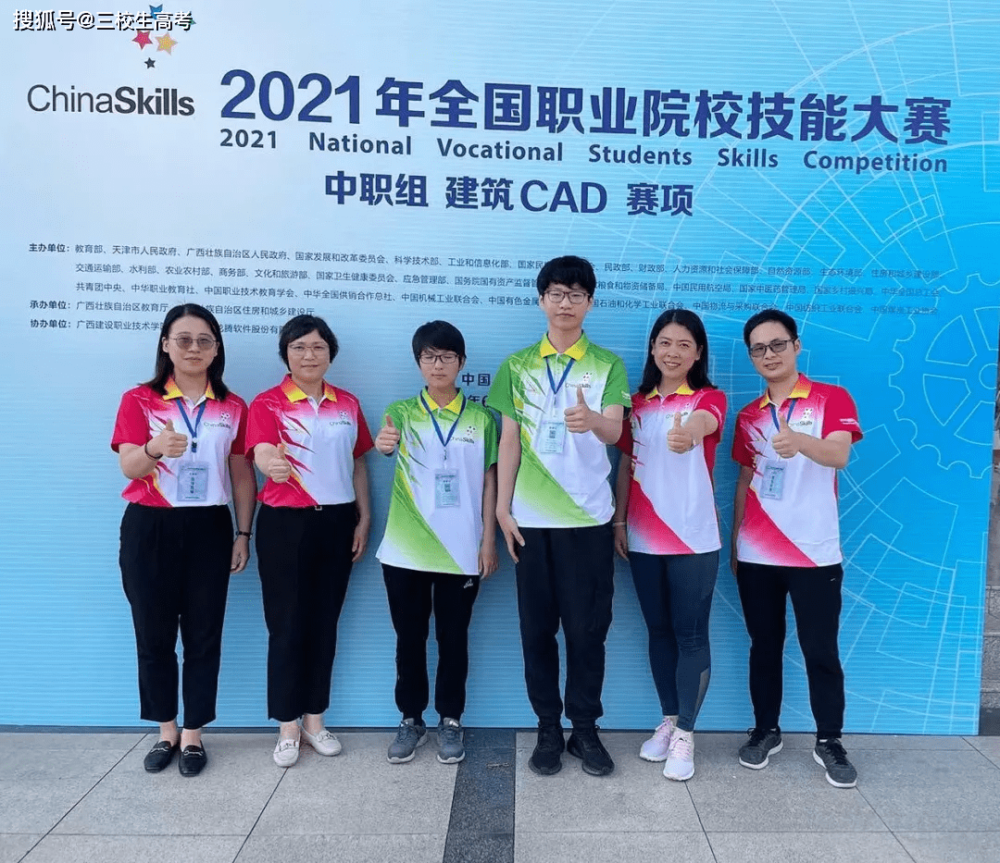 搜狐号@三校生高考
ChinaSkills
2021年全国职业院校技能大赛
2021 National Vocational Students Skills Competition
中职组 建筑CAD 赛项
主办单位：教育部、天津市人民政府、广西壮族自治区人民政府、国家发展和改革委员会、科学技术部、工业和信息化部、国家民 民政部、财政部、人力资源和社会保障部、自然资源部、生态环境部、住房和城乡建设部
交通运输部、水利部、农业农村部、商务部、文化和旅游部、国家卫生健康委员会、应急管理部、国务院国有资产监督管 粮食和物资储备局、中国民用航空局、国家中医药管理局、国家乡村振兴局、中华全国总工会
共青团中央、中华职业教育社、中国职业技术教育学会、中华全国供销合作总社、中国机械工业联合会、中国有色金属 石油和化学工业联合会、中国物流与采购联合会、中国纺织工业联合会、中国煤炭工业协会
承办单位：广西壮族自治区教育厅、 壮族自治区住房和城乡建设厅
协办单位：广西建设职业技术学 腾软件股份有
中国
ChinaSkills
ChinaSkills
ChinaSkills
ChinaSkills
ChinaSkills
ChinaSkills